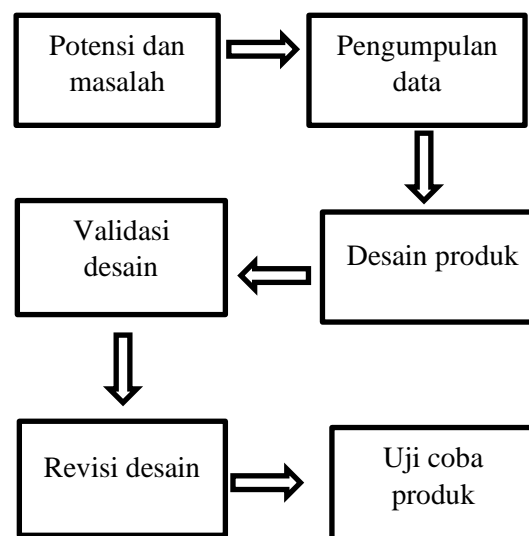 Potensi dan
masalah
Pengumpulan
data
Desain produk
Validasi
desain
Revisi desain
Uji coba
produk